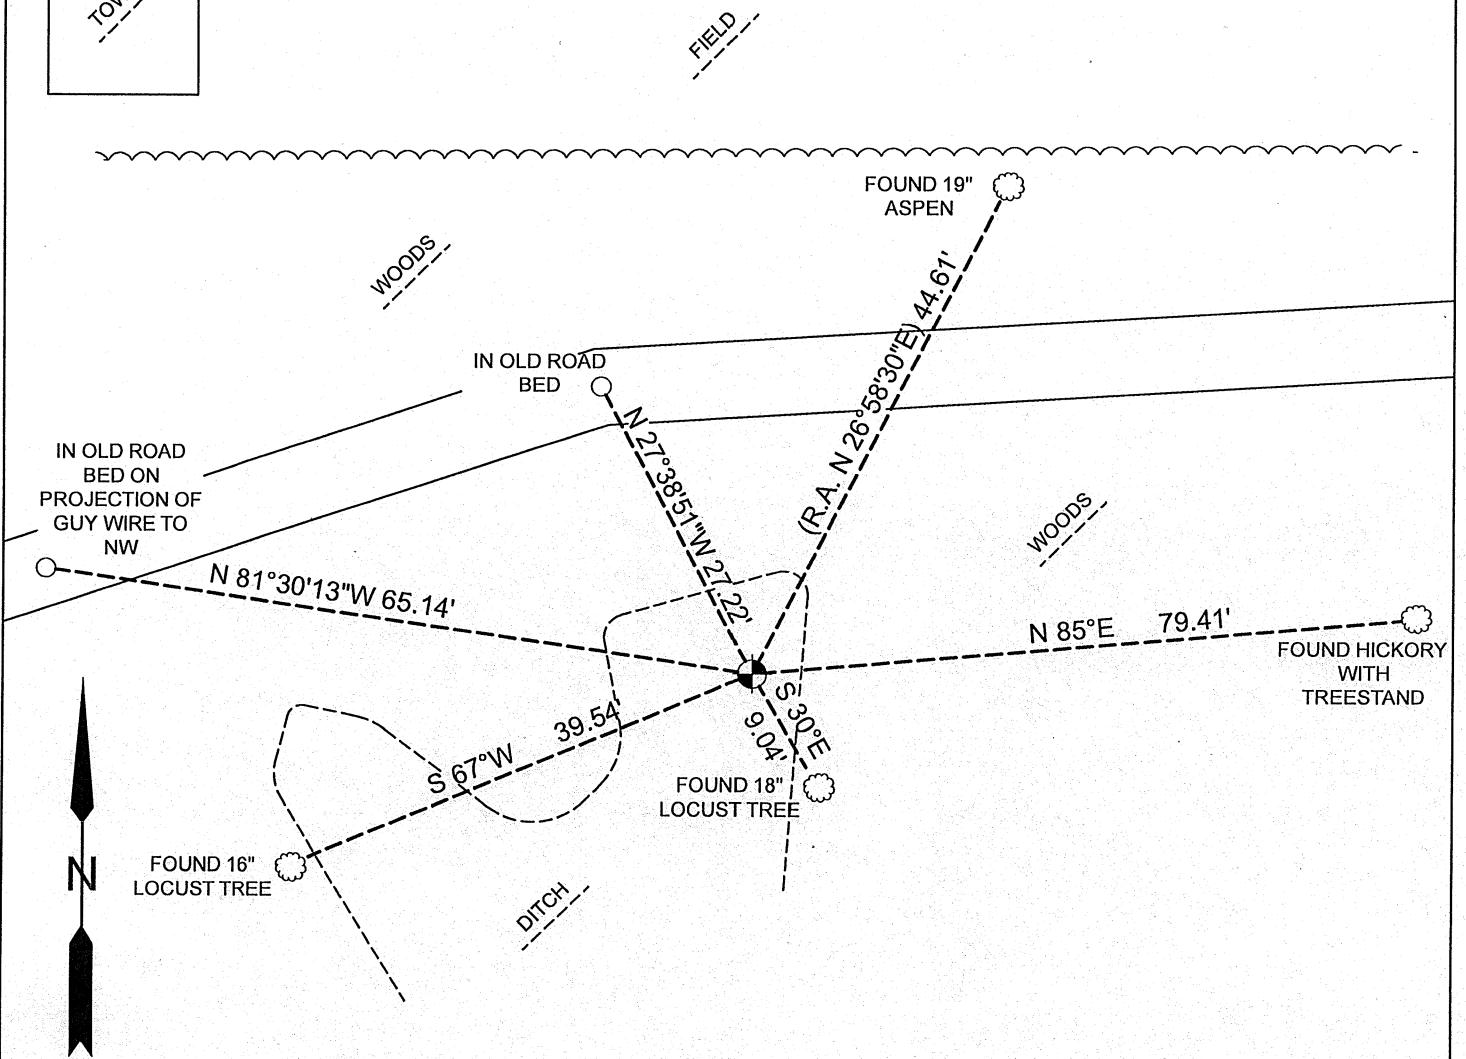 FIELD
FOUND 19"
ASPEN
WOODS
(R.A. N 26°58'30"E) 44.61'
IN OLD ROAD
BED
N 27°38'51"W 27.22'
IN OLD ROAD
BED ON
PROJECTION OF
GUY WIRE TO
NW
WOODS
N 81°30'13"W 65.14'
N 85°E 79.41'
FOUND HICKORY
WITH
TREESTAND
S 30°E
9.04'
S 67°W 39.54'
FOUND 18"
LOCUST TREE
FOUND 16"
LOCUST TREE
N
DITCH